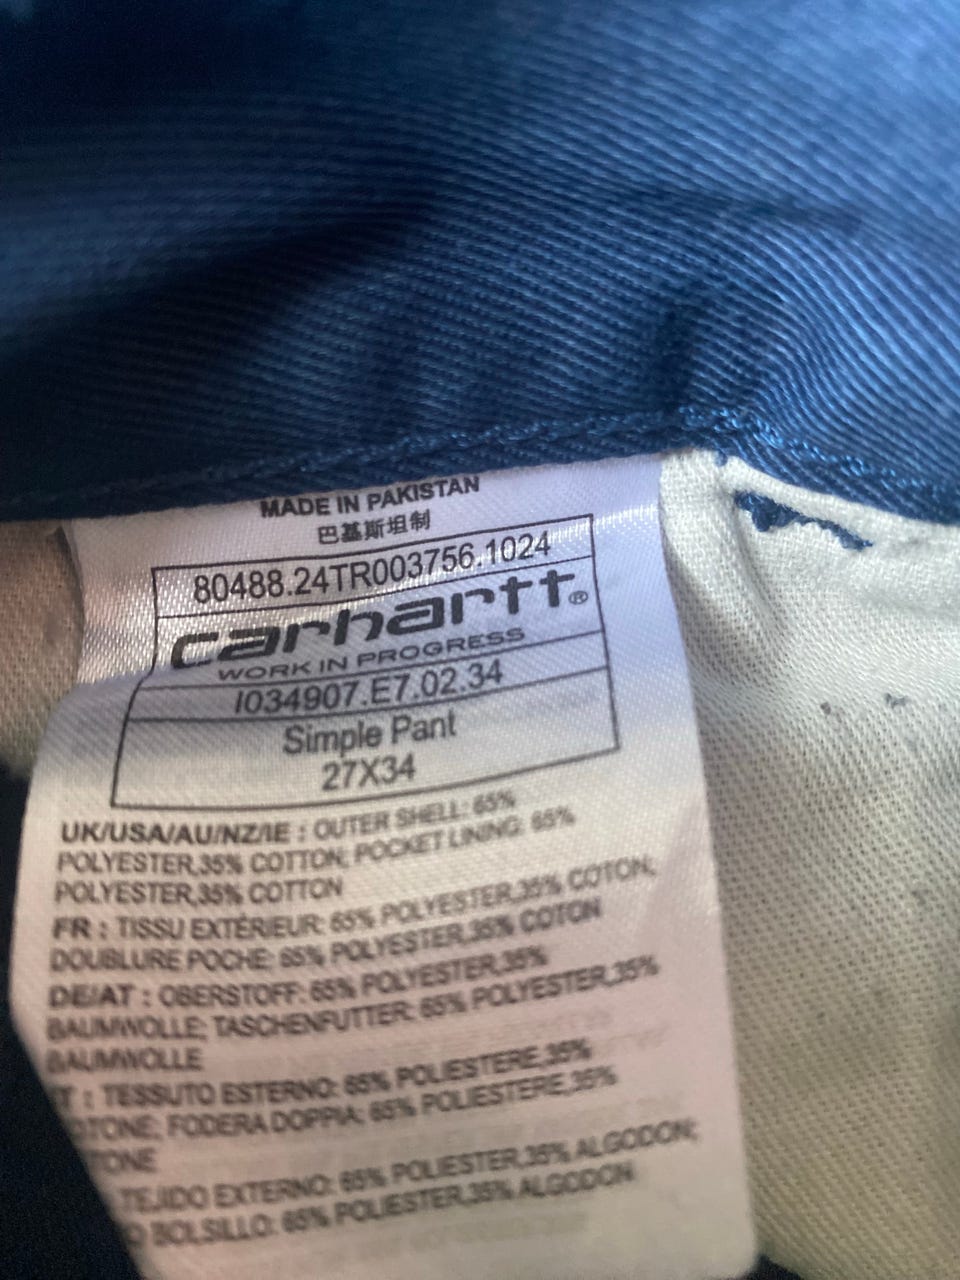 MADE IN PAKISTAN
巴基斯坦制
80488.24TR003756.1024
carhartt®
WORK IN PROGRESS
I034907.E7.02.34
Simple Pant
27X34
UK/USA/AU/NZ/IE : OUTER SHELL: 65%
POLYESTER,35% COTTON; POCKET LINING: 65%
POLYESTER,35% COTTON
FR : TISSU EXTÉRIEUR: 65% POLYESTER,35% COTON;
DOUBLURE POCHE: 65% POLYESTER,35% COTON
DE/AT : OBERSTOFF: 65% POLYESTER,35%
BAUMWOLLE; TASCHENFUTTER: 65% POLYESTER,35%
BAUMWOLLE
T : TESSUTO ESTERNO: 65% POLIESTERE,35%
OTONE; FODERA DOPPIA: 65% POLIESTERE,35%
TONE
TEJIDO EXTERNO: 65% POLIESTER,35% ALGODON;
O BOLSILLO: 65% POLIESTER,35% ALGODON